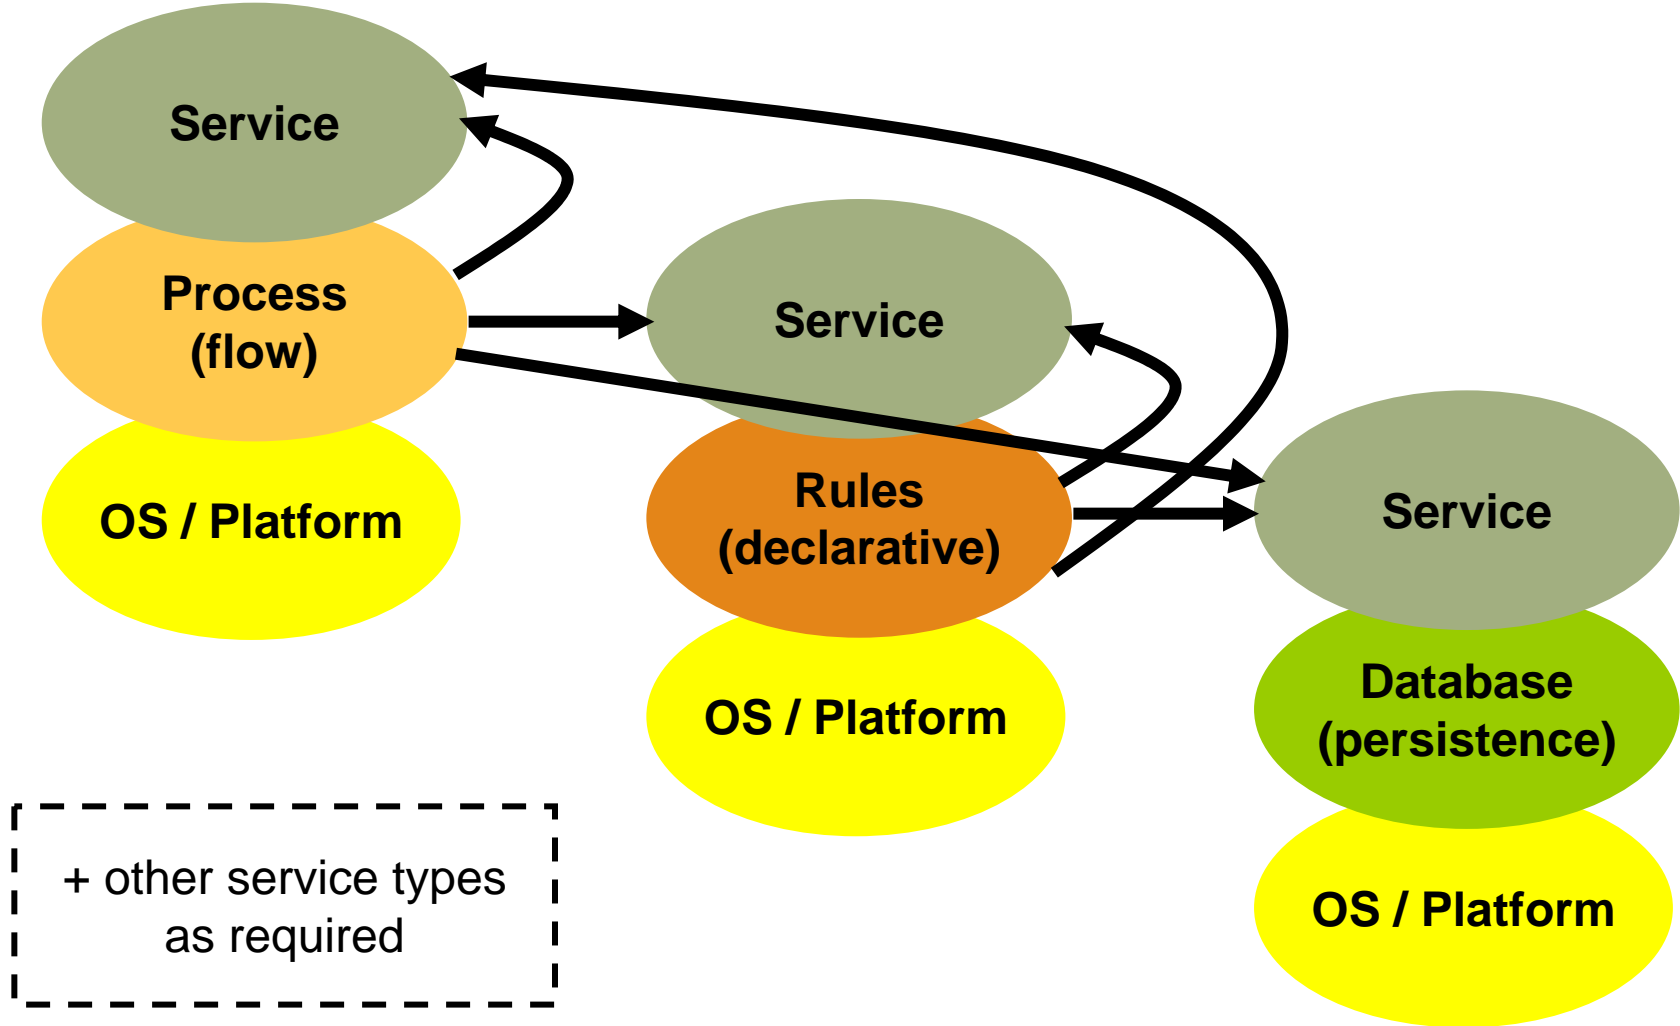 Service
Process
(flow)
OS / Platform
Service
Rules
(declarative)
OS / Platform
Service
Database
(persistence)
OS / Platform
+ other service types
as required